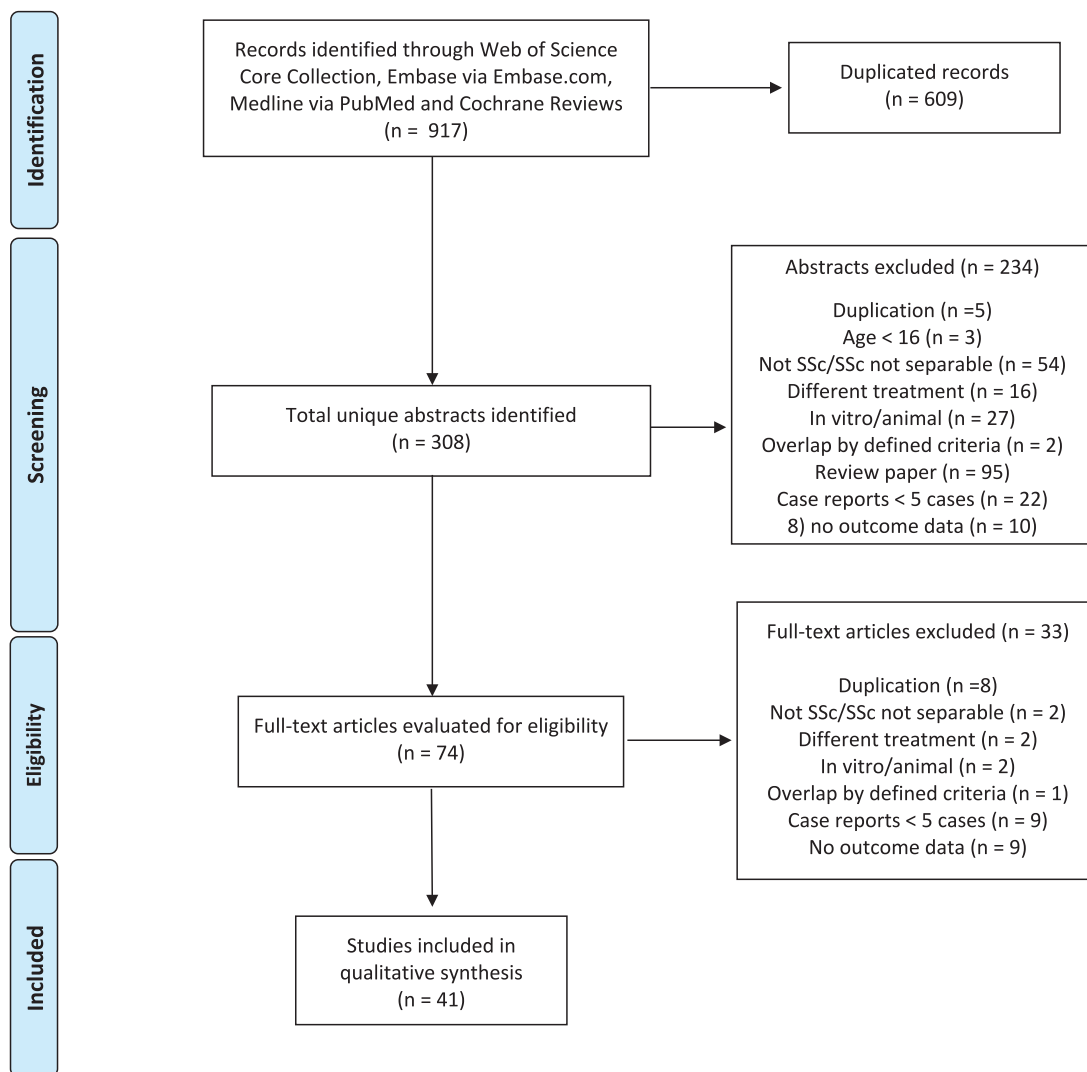 Identification
Records identified through Web of Science
Core Collection, Embase via Embase.com,
Medline via PubMed and Cochrane Reviews
(n =  917)
Duplicated records
(n = 609)
Screening
Total unique abstracts identified
(n = 308)
Abstracts excluded (n = 234)
Duplication (n =5)
Age < 16 (n = 3)
Not SSc/SSc not separable (n = 54)
Different treatment (n = 16)
In vitro/animal (n = 27)
Overlap by defined criteria (n = 2)
Review paper (n = 95)
Case reports < 5 cases (n = 22)
8) no outcome data (n = 10)
Eligibility
Full-text articles evaluated for eligibility
(n = 74)
Full-text articles excluded (n = 33)
Duplication (n =8)
Not SSc/SSc not separable (n = 2)
Different treatment (n = 2)
In vitro/animal (n = 2)
Overlap by defined criteria (n = 1)
Case reports < 5 cases (n = 9)
No outcome data (n = 9)
Included
Studies included in
qualitative synthesis
(n = 41)